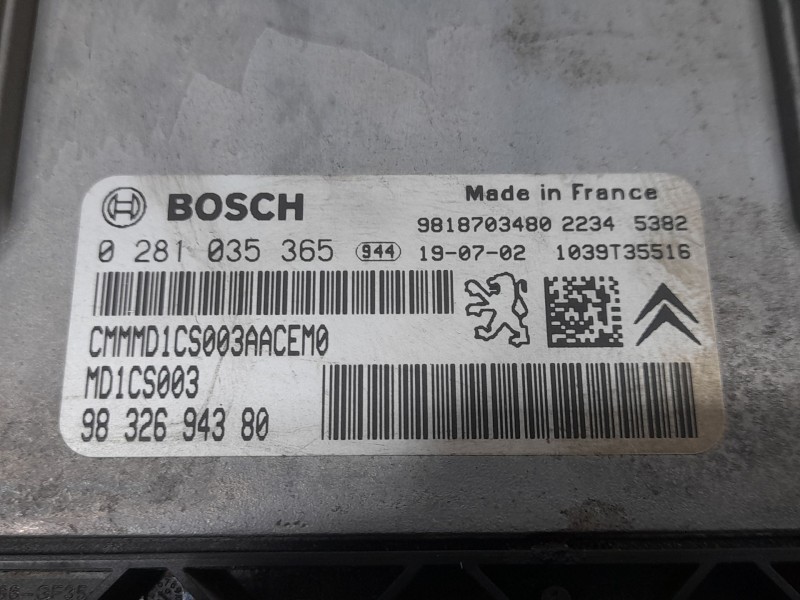 BOSCH
Made in France
9818703480 2234 5382
0 281 035 365 944 19-07-02 1039T35516
CMMMD1CS003AACEM0
MD1CS003
98 326 943 80